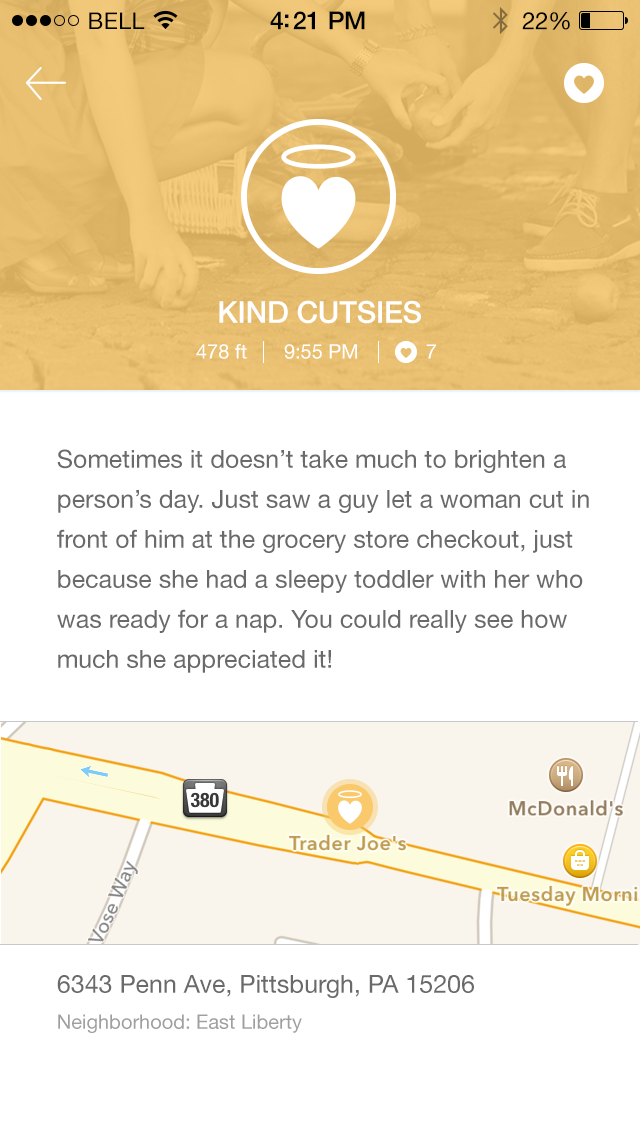 BELL 4:21 PM 22%
KIND CUTSIES
478 ft | 9:55 PM | 7
Sometimes it doesn’t take much to brighten a
person’s day. Just saw a guy let a woman cut in
front of him at the grocery store checkout, just
because she had a sleepy toddler with her who
was ready for a nap. You could really see how
much she appreciated it!
380
McDonald's
Trader Joe's
Tuesday Morni
Vose Way
6343 Penn Ave, Pittsburgh, PA 15206
Neighborhood: East Liberty